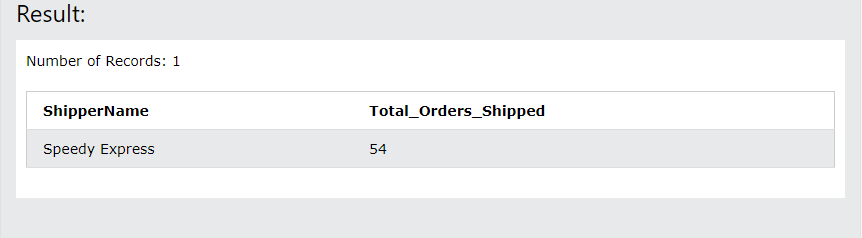 Result:
Number of Records: 1
ShipperName Total_Orders_Shipped
Speedy Express 54